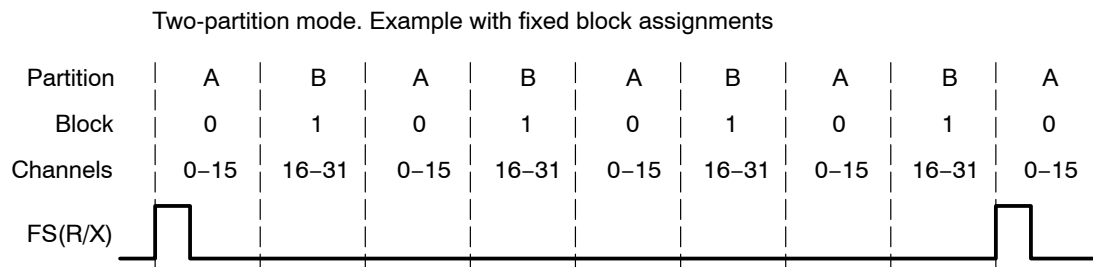 Two-partition mode. Example with fixed block assignments
Partition A B A B A B A B A
Block 0 1 0 1 0 1 0 1 0
Channels 0–15 16–31 0–15 16–31 0–15 16–31 0–15 16–31 0–15
FS(R/X)